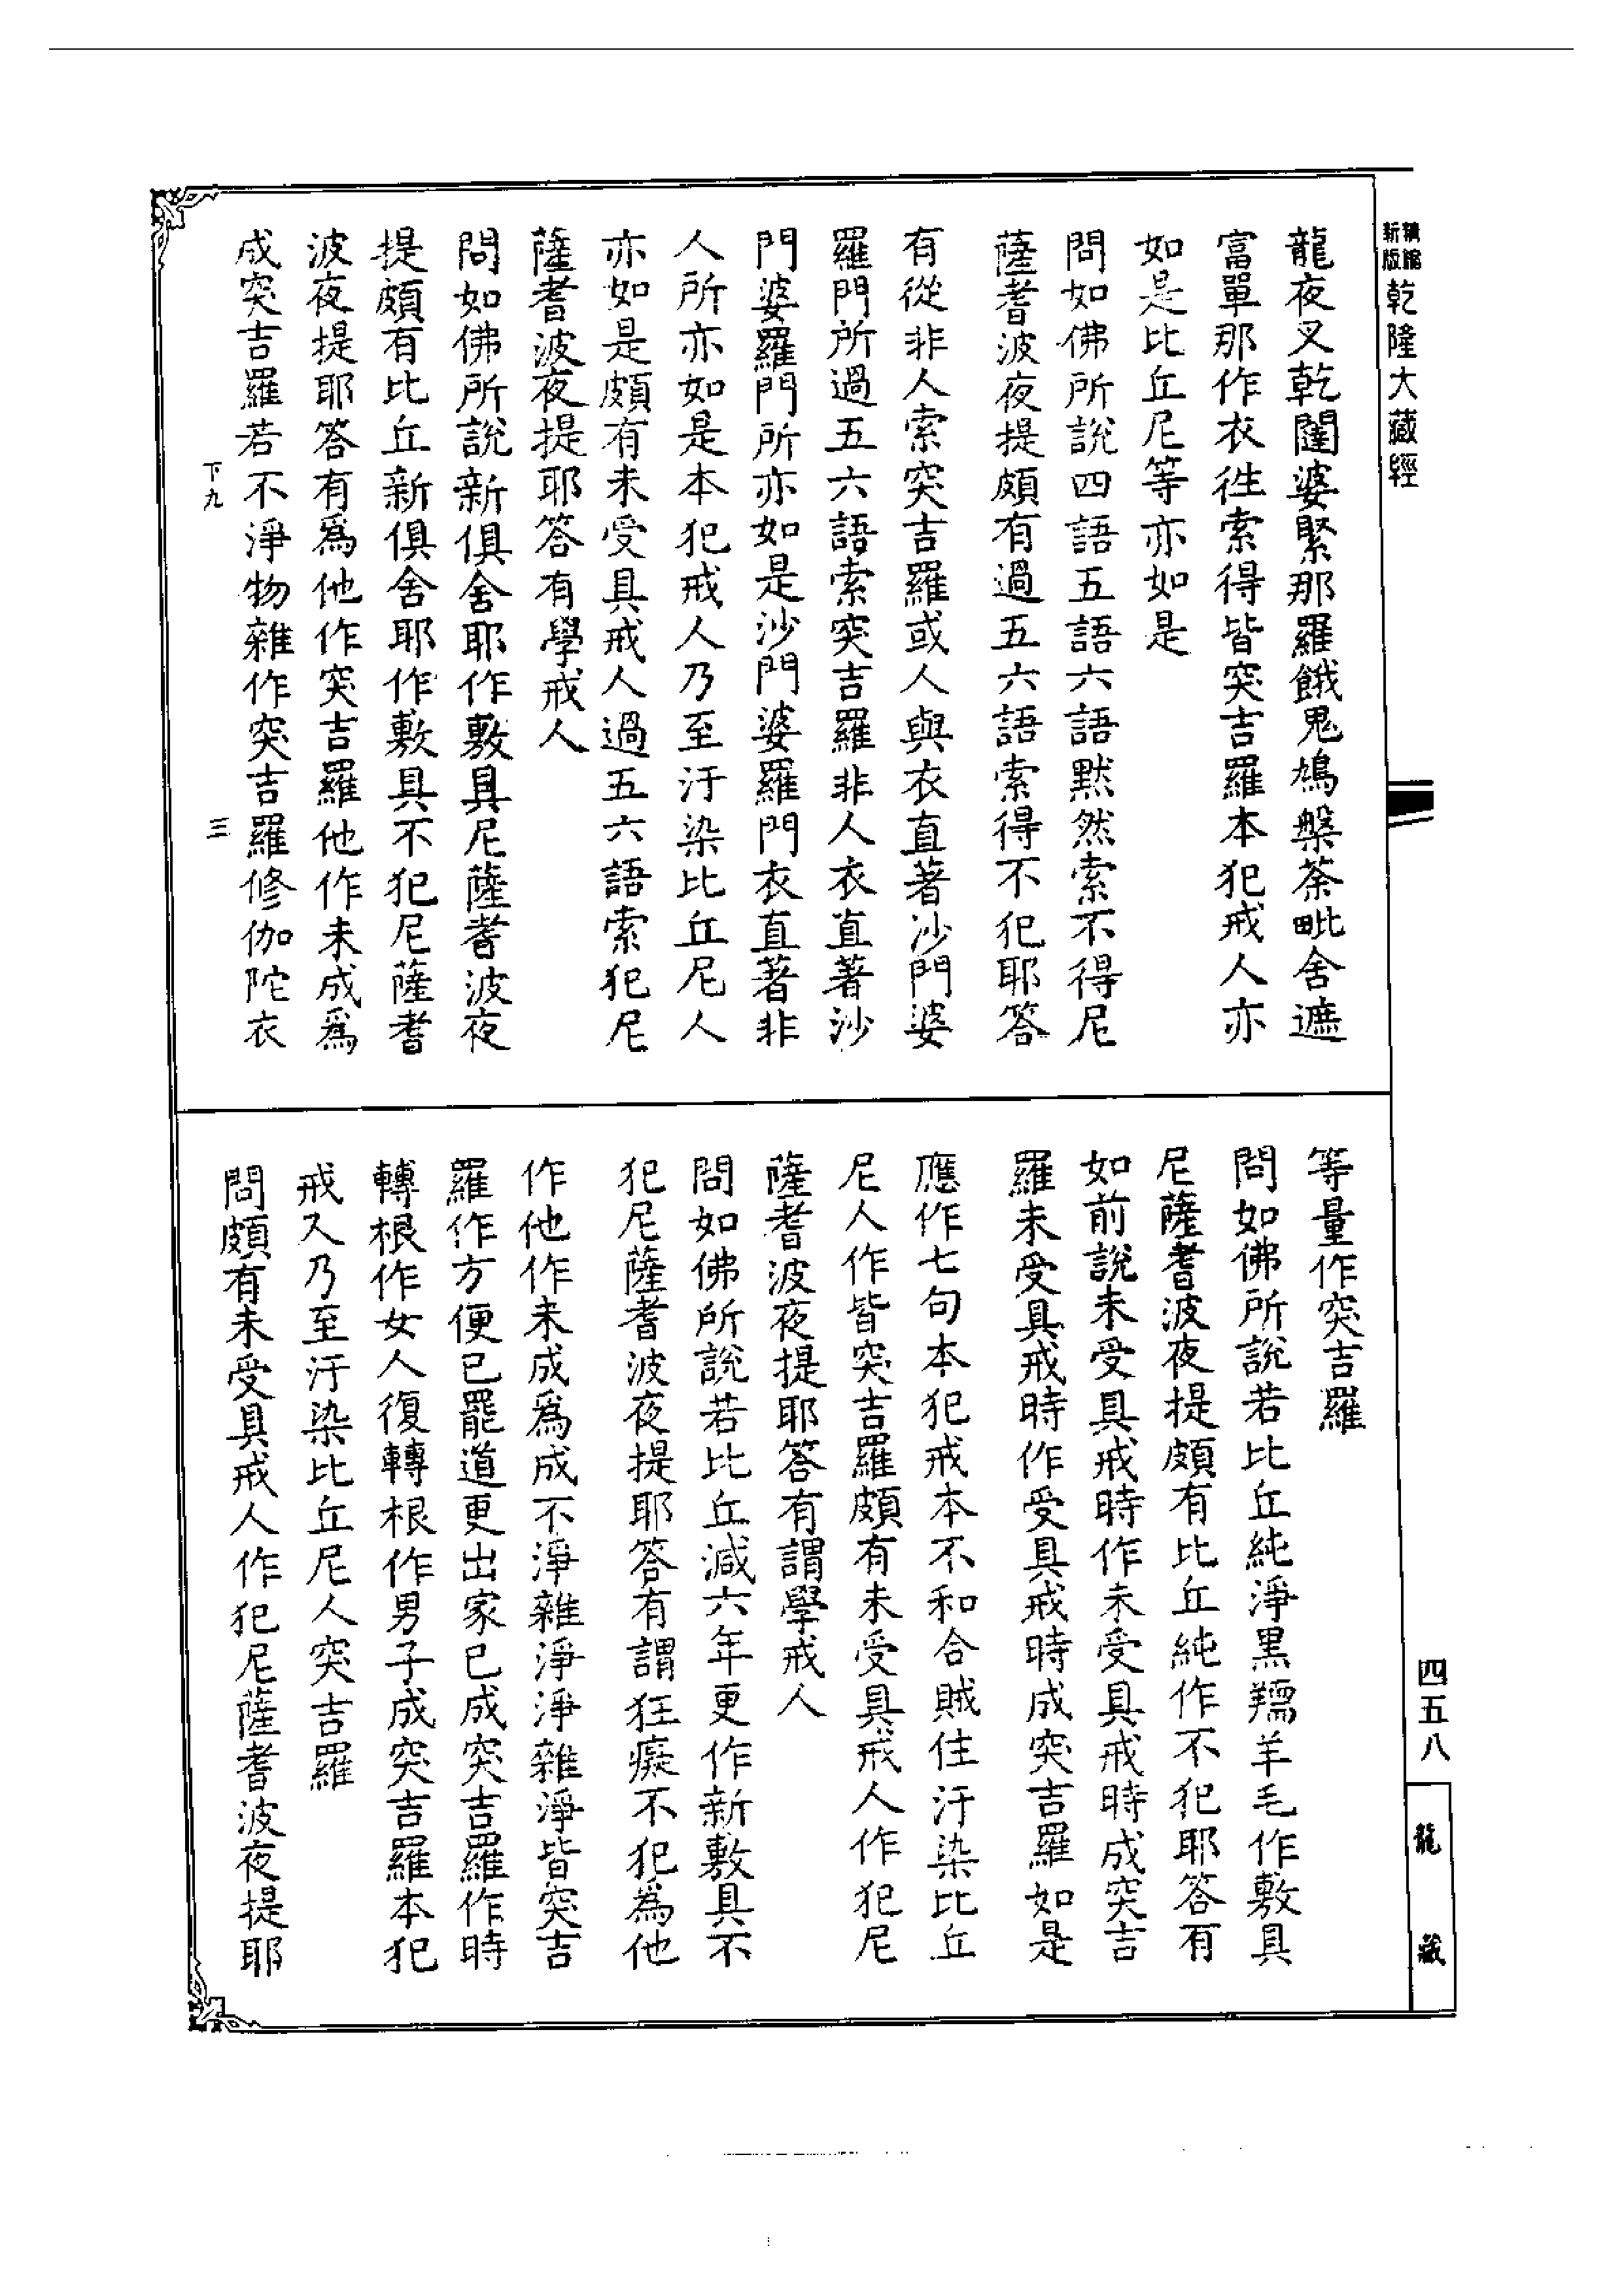 新版精縮乾隆大藏經
龍夜叉乾闥婆緊那羅餓鬼鳩槃茶毗舍遮
富單那作衣徃索得皆突吉羅本犯戒人亦
如是比丘尼等亦如是
問如佛所說四語五語六語默然索不得尼
薩耆波夜提頗有過五六語索得不犯耶答
有從非人索突吉羅或人與衣直著沙門婆
羅門所過五六語索突吉羅非人衣直著沙
門婆羅門所亦如是沙門婆羅門衣直著非
人所亦如是本犯戒人乃至汙染比丘尼人
亦如是頗有未受具戒人過五六語索犯尼
薩耆波夜提耶答有學戒人
問如佛所說新俱舍耶作敷具尼薩耆波夜
提頗有比丘新俱舍耶作敷具不犯尼薩耆
波夜提耶答有為他作突吉羅他作未成為
成突吉羅若不淨物雜作突吉羅修伽陀衣
下九
三
等量作突吉羅
問如佛所說若比丘純淨黑羺羊毛作敷具
尼薩耆波夜提頗有比丘純作不犯耶答有
如前說未受具戒時作未受具戒時成突吉
羅未受具戒時作受具戒時成突吉羅如是
應作七句本犯戒本不和合賊住汙染比丘
尼人作皆突吉羅頗有未受具戒人作犯尼
薩耆波夜提耶答有謂學戒人
問如佛所說若比丘減六年更作新敷具不
犯尼薩耆波夜提耶答有謂狂癡不犯為他
作他作未成為成不淨雜淨淨雜淨皆突吉
羅作方便已罷道更出家已成突吉羅作時
轉根作女人復轉根作男子成突吉羅本犯
戒人乃至汙染比丘尼人突吉羅
問頗有未受具戒人作犯尼薩耆波夜提耶
四五八
龍藏